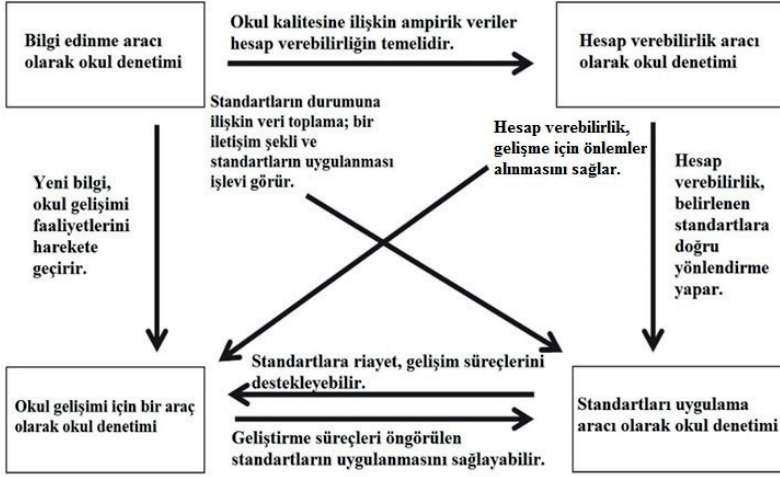 Bilgi edinme aracı
olarak okul denetimi
Okul kalitesine ilişkin ampirik veriler
hesap verebilirliğin temelidir.
Hesap verebilirlik aracı
olarak okul denetimi
Standartların durumuna
ilişkin veri toplama; bir
iletişim şekli ve
standartların uygulanması
işlevi görür.
Hesap verebilirlik,
gelişme için önlemler
alınmasını sağlar.
Yeni bilgi,
okul gelişimi
faaliyetlerini
harekete
geçirir.
Hesap
verebilirlik,
belirlenen
standartlara
doğru
yönlendirme
yapar.
Standartlara riayet, gelişim süreçlerini
destekleyebilir.
Okul gelişimi için bir araç
olarak okul denetimi
Standartları uygulama
aracı olarak okul denetimi
Geliştirme süreçleri öngörülen
standartların uygulanmasını sağlayabilir.